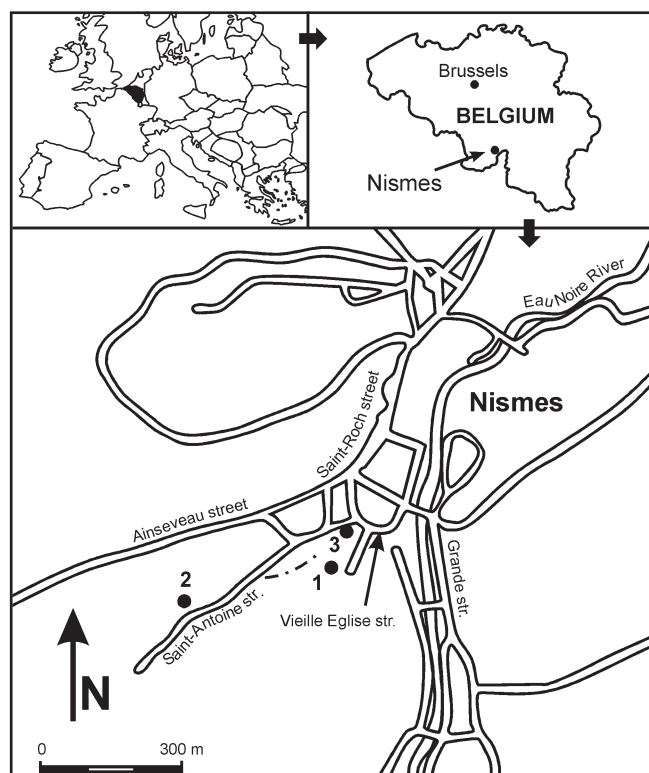 Brussels
BELGIUM
Nismes
Eau Noire River
Nismes
Saint-Roch street
Ainseveau street
3
2
1
Grande str.
Saint-Antoine str.
Vieille Eglise str.
N
0
300 m